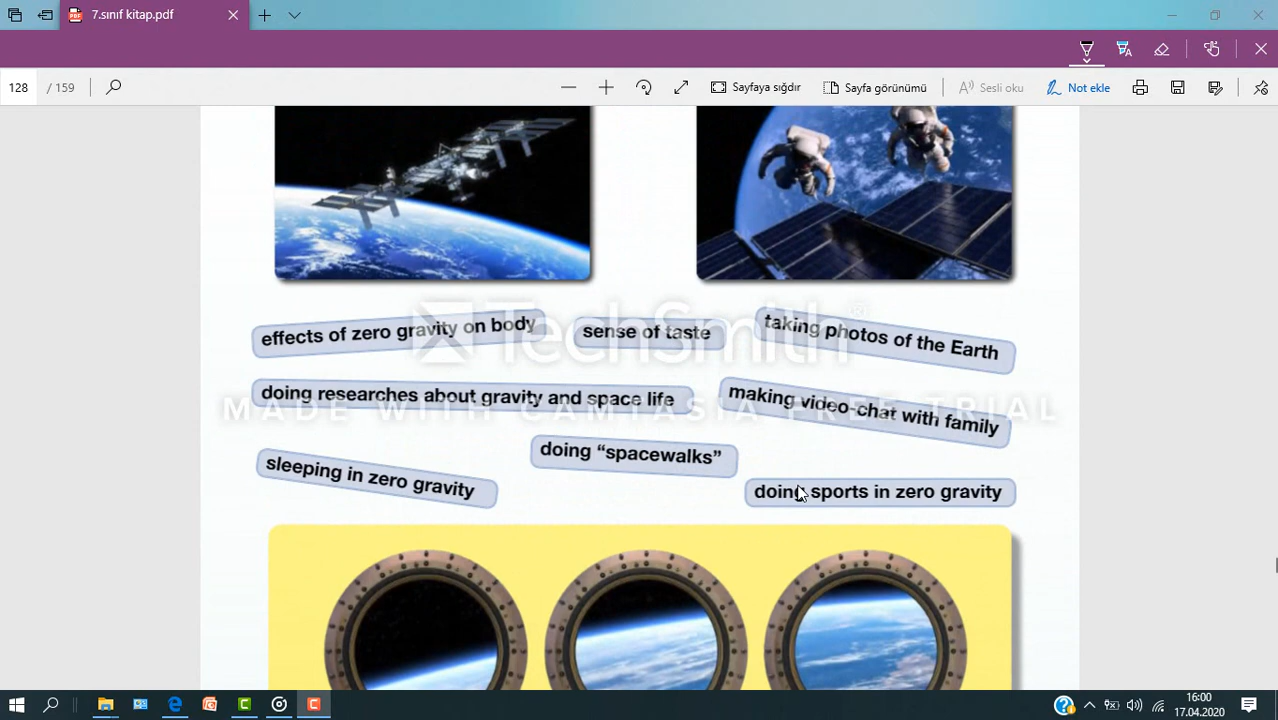 7.sınıf kitap.pdf
128 / 159
Sayfaya sığdır
Sayfa görünümü
Sesli oku
Not ekle
effects of zero gravity on body
sense of taste
taking photos of the Earth
TechSmith
doing researches about gravity and space life
making video-chat with family
MADE WITH CAMTASIA FREE TRIAL
doing “spacewalks”
sleeping in zero gravity
doing sports in zero gravity
16:00
17.04.2020